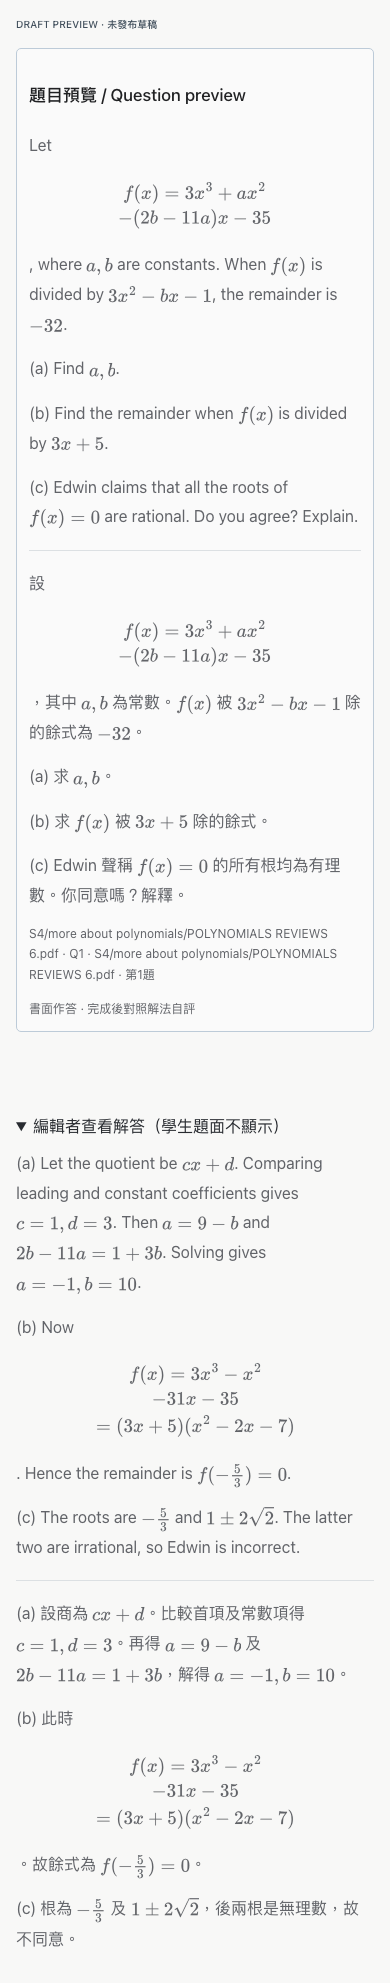 DRAFT PREVIEW · 未發布草稿
題目預覽 / Question preview
Let
f(x) = 3x³ + ax²
−(2b − 11a)x − 35
, where a, b are constants. When f(x) is
divided by 3x² − bx − 1, the remainder is
−32.
(a) Find a, b.
(b) Find the remainder when f(x) is divided
by 3x + 5.
(c) Edwin claims that all the roots of
f(x) = 0 are rational. Do you agree? Explain.
設
f(x) = 3x³ + ax²
−(2b − 11a)x − 35
，其中 a, b 為常數。f(x) 被 3x² − bx − 1 除
的餘式為 −32。
(a) 求 a, b。
(b) 求 f(x) 被 3x + 5 除的餘式。
(c) Edwin 聲稱 f(x) = 0 的所有根均為有理
數。你同意嗎？解釋。
S4/more about polynomials/POLYNOMIALS REVIEWS
6.pdf · Q1 · S4/more about polynomials/POLYNOMIALS
REVIEWS 6.pdf · 第1題
書面作答 · 完成後對照解法自評
▼ 編輯者查看解答（學生題面不顯示）
(a) Let the quotient be cx + d. Comparing
leading and constant coefficients gives
c = 1, d = 3. Then a = 9 − b and
2b − 11a = 1 + 3b. Solving gives
a = −1, b = 10.
(b) Now
f(x) = 3x³ − x²
−31x − 35
= (3x + 5)(x² − 2x − 7)
. Hence the remainder is f(−5/3) = 0.
(c) The roots are −5/3 and 1 ± 2√2. The latter
two are irrational, so Edwin is incorrect.
(a) 設商為 cx + d。比較首項及常數項得
c = 1, d = 3。再得 a = 9 − b 及
2b − 11a = 1 + 3b，解得 a = −1, b = 10。
(b) 此時
f(x) = 3x³ − x²
−31x − 35
= (3x + 5)(x² − 2x − 7)
。故餘式為 f(−5/3) = 0。
(c) 根為 −5/3 及 1 ± 2√2，後兩根是無理數，故
不同意。